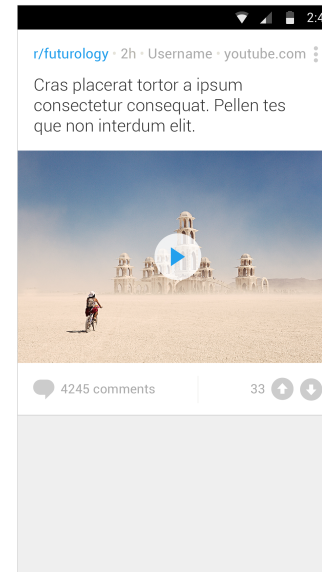 2:4
r/futurology • 2h • Username • youtube.com
Cras placerat tortor a ipsum
consectetur consequat. Pellen tes
que non interdum elit.
4245 comments
33